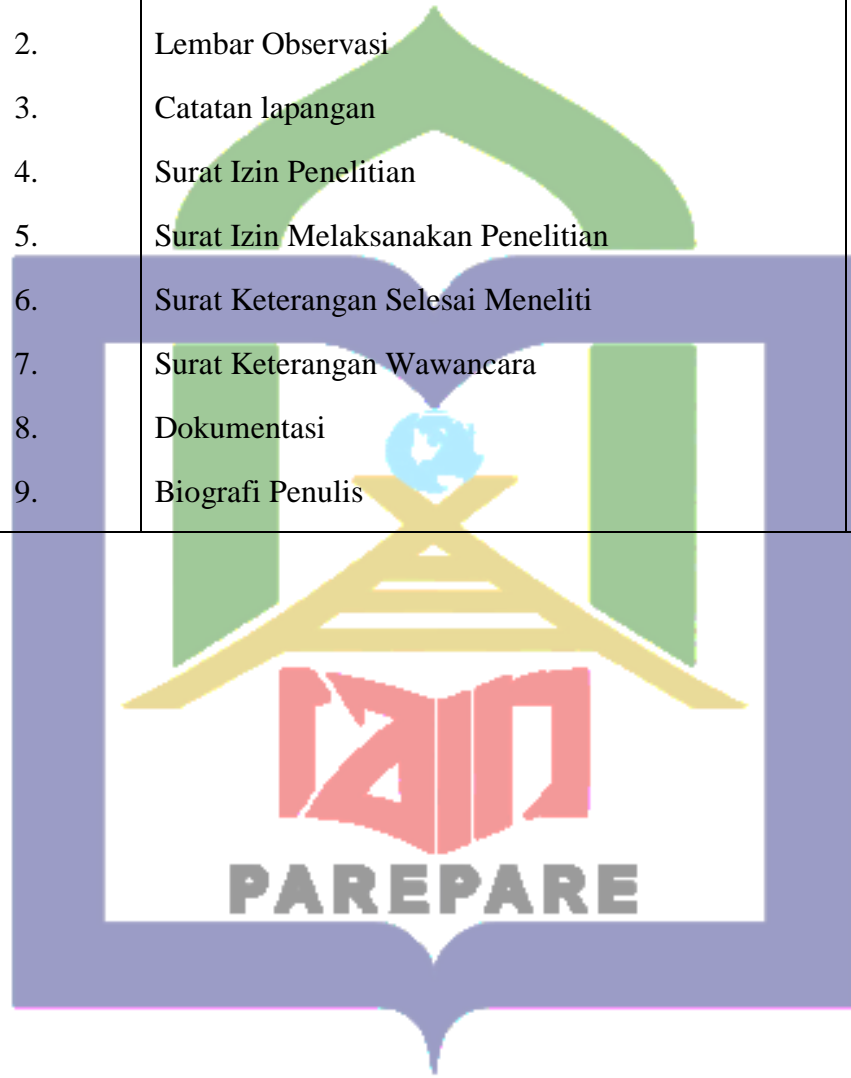 2. Lembar Observasi
3. Catatan lapangan
4. Surat Izin Penelitian
5. Surat Izin Melaksanakan Penelitian
6. Surat Keterangan Selesai Meneliti
7. Surat Keterangan Wawancara
8. Dokumentasi
9. Biografi Penulis
iain
PAREPARE